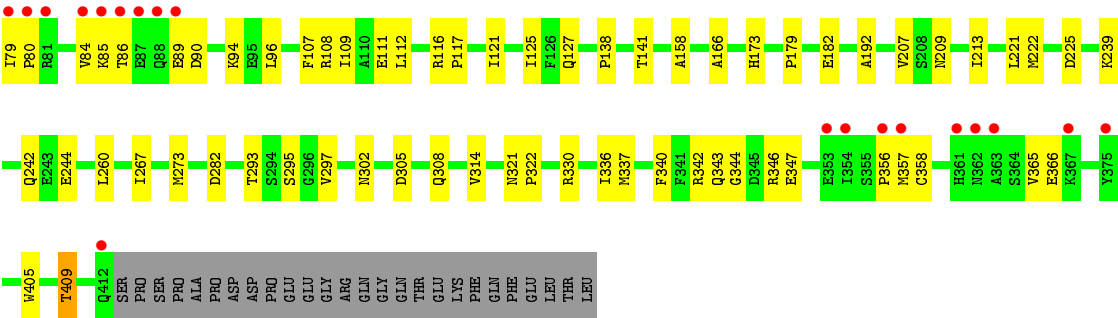 I79 P80 R81 V84 K85 T86 E87 Q88 E89 D90 K94 E95 L96 F107 R108 I109 A110 E111 L112 R116 P117 I121 I125 F126 Q127 P138 T141 A158 A166 H173 P179 E182 A192 V207 S208 N209 I213 L221 M222 D225 K239
Q242 E243 E244 L260 I267 M273 D282 T293 S294 S295 G296 V297 N302 D305 Q308 V314 N321 P322 R330 I336 M337 F340 F341 R342 Q343 G344 D345 R346 E347 E353 I354 S355 P356 M357 C358 H361 N362 A363 S364 V365 E366 K367 Y375
W405 T409 Q412 SER PRO SER PRO ALA PRO ASP ASP PRO GLU GLU GLY ARG GLN GLY GLN THR GLU LYS PHE GLN PHE GLU LEU THR LEU